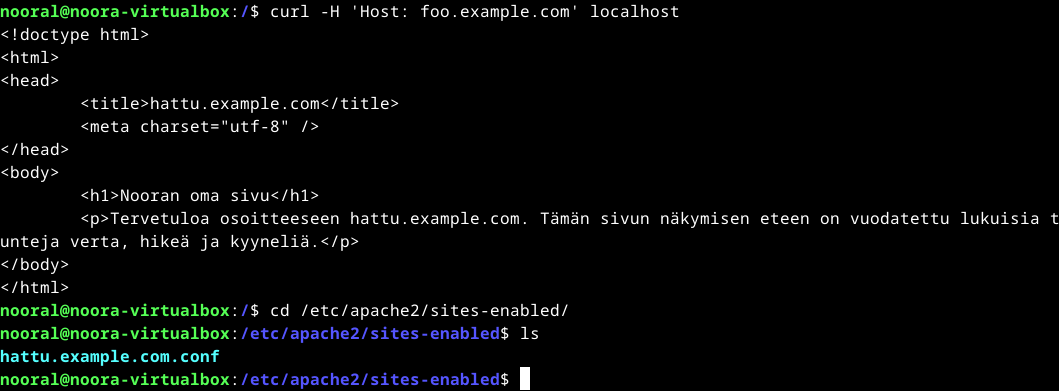 nooral@noora-virtualbox:/$ curl -H 'Host: foo.example.com' localhost
<!doctype html>
<html>
<head>
        <title>hattu.example.com</title>
        <meta charset="utf-8" />
</head>
<body>
        <h1>Nooran oma sivu</h1>
        <p>Tervetuloa osoitteeseen hattu.example.com. Tämän sivun näkymisen eteen on vuodatettu lukuisia t
unteja verta, hikeä ja kyyneliä.</p>
</body>
</html>
nooral@noora-virtualbox:/$ cd /etc/apache2/sites-enabled/
nooral@noora-virtualbox:/etc/apache2/sites-enabled$ ls
hattu.example.com.conf
nooral@noora-virtualbox:/etc/apache2/sites-enabled$